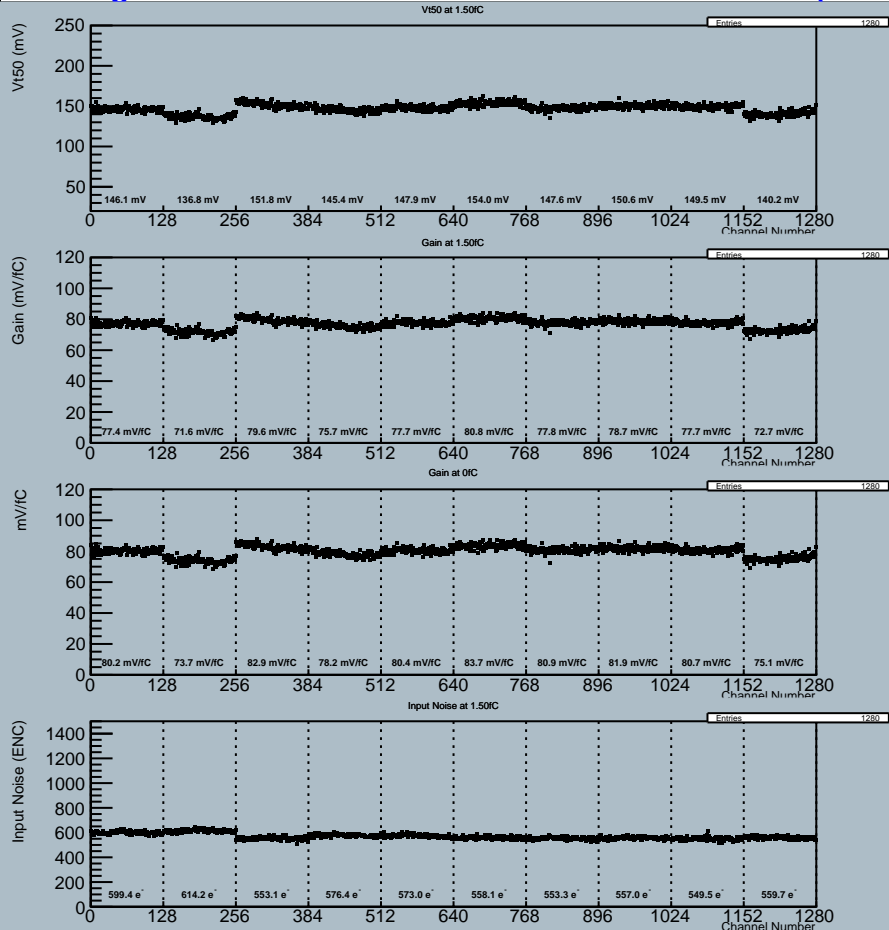 Vt50 at 1.50fC
Entries 1280
Vt50 (mV)
250
200
150
100
50
146.1 mV 136.8 mV 151.8 mV 145.4 mV 147.9 mV 154.0 mV 147.6 mV 150.6 mV 149.5 mV 140.2 mV
0 128 256 384 512 640 768 896 1024 1152 1280
Channel Number
Gain at 1.50fC
Entries 1280
Gain (mV/fC)
120
100
80
60
40
20
0
77.4 mV/fC 71.6 mV/fC 79.6 mV/fC 75.7 mV/fC 77.7 mV/fC 80.8 mV/fC 77.8 mV/fC 78.7 mV/fC 77.7 mV/fC 72.7 mV/fC
0 128 256 384 512 640 768 896 1024 1152 1280
Channel Number
Gain at 0fC
Entries 1280
mV/fC
120
100
80
60
40
20
0
80.2 mV/fC 73.7 mV/fC 82.9 mV/fC 78.2 mV/fC 80.4 mV/fC 83.7 mV/fC 80.9 mV/fC 81.9 mV/fC 80.7 mV/fC 75.1 mV/fC
0 128 256 384 512 640 768 896 1024 1152 1280
Channel Number
Input Noise at 1.50fC
Entries 1280
Input Noise (ENC)
1400
1200
1000
800
600
400
200
0
599.4 e⁻ 614.2 e⁻ 553.1 e⁻ 576.4 e⁻ 573.0 e⁻ 558.1 e⁻ 553.3 e⁻ 557.0 e⁻ 549.5 e⁻ 559.7 e⁻
0 128 256 384 512 640 768 896 1024 1152 1280
Channel Number